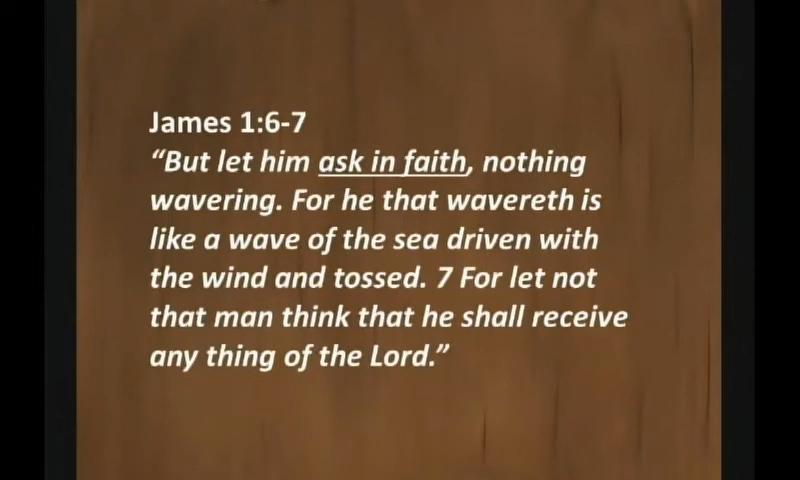 James 1:6-7
“But let him ask in faith, nothing
wavering. For he that wavereth is
like a wave of the sea driven with
the wind and tossed. 7 For let not
that man think that he shall receive
any thing of the Lord.”